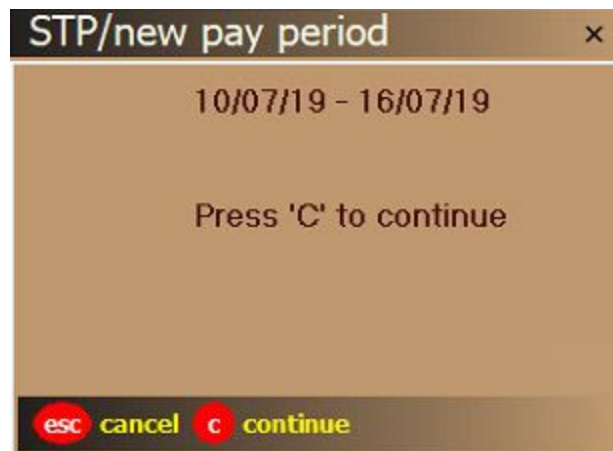 STP/new pay period ×
10/07/19 - 16/07/19
Press 'C' to continue
esc cancel c continue